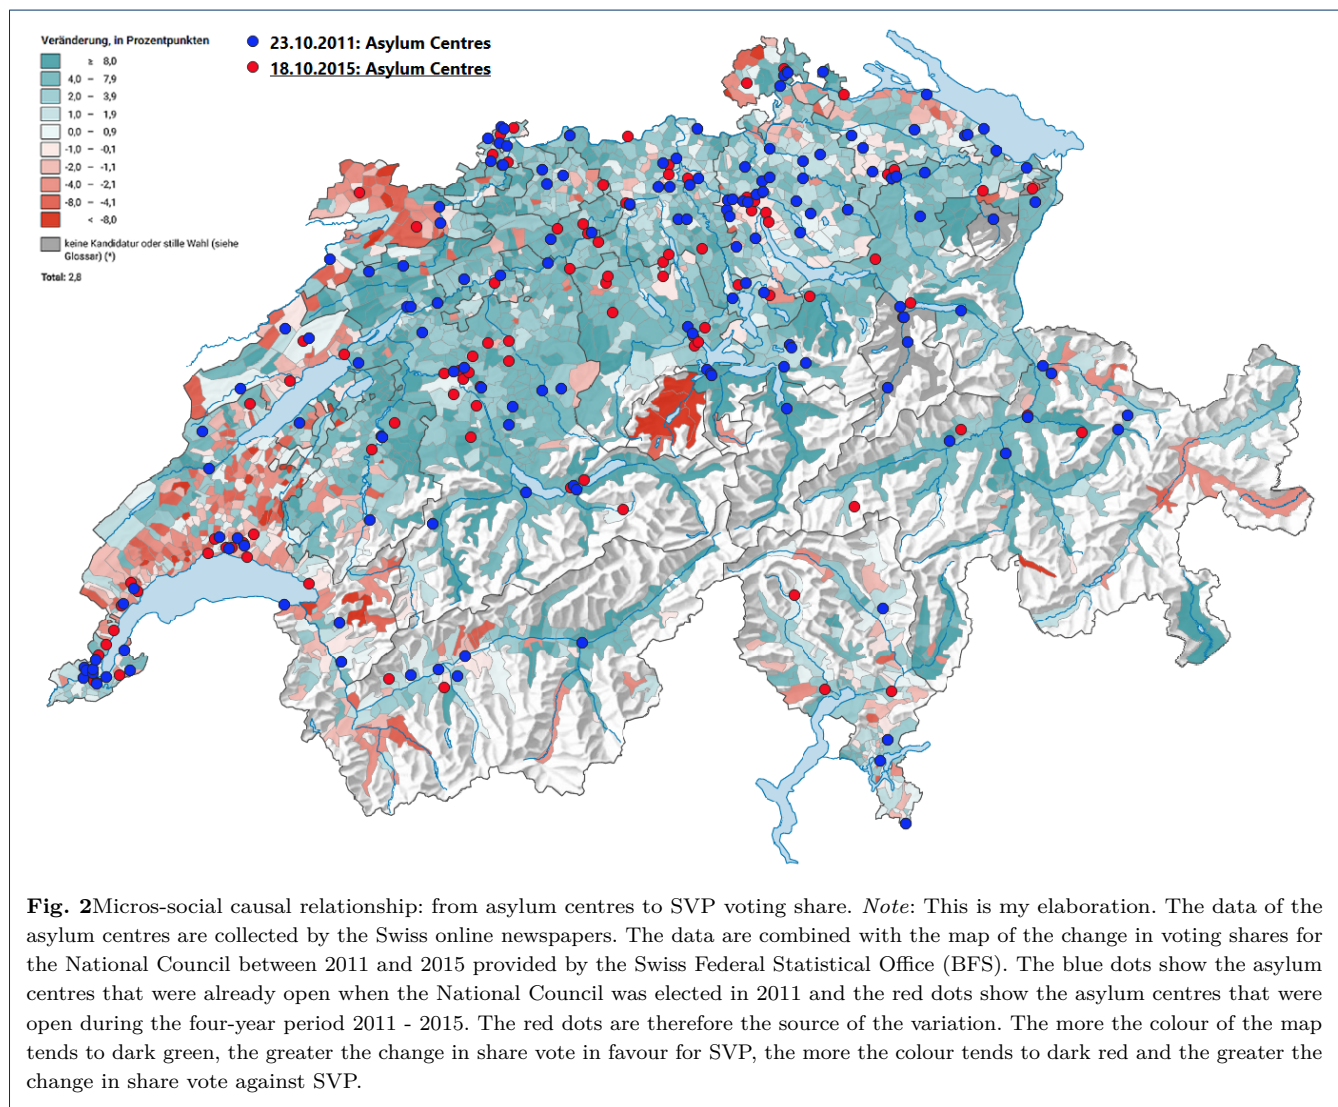 Veränderung, in Prozentpunkten
≥ 8,0
4,0 – 7,9
2,0 – 3,9
1,0 – 1,9
0,0 – 0,9
-1,0 – -0,1
-2,0 – -1,1
-4,0 – -2,1
-8,0 – -4,1
< -8,0
keine Kandidatur oder stille Wahl (siehe
Glossar) (*)
Total: 2,8
23.10.2011: Asylum Centres
18.10.2015: Asylum Centres
Fig. 2Micros-social causal relationship: from asylum centres to SVP voting share. Note: This is my elaboration. The data of the
asylum centres are collected by the Swiss online newspapers. The data are combined with the map of the change in voting shares for
the National Council between 2011 and 2015 provided by the Swiss Federal Statistical Office (BFS). The blue dots show the asylum
centres that were already open when the National Council was elected in 2011 and the red dots show the asylum centres that were
open during the four-year period 2011 - 2015. The red dots are therefore the source of the variation. The more the colour of the map
tends to dark green, the greater the change in share vote in favour for SVP, the more the colour tends to dark red and the greater the
change in share vote against SVP.